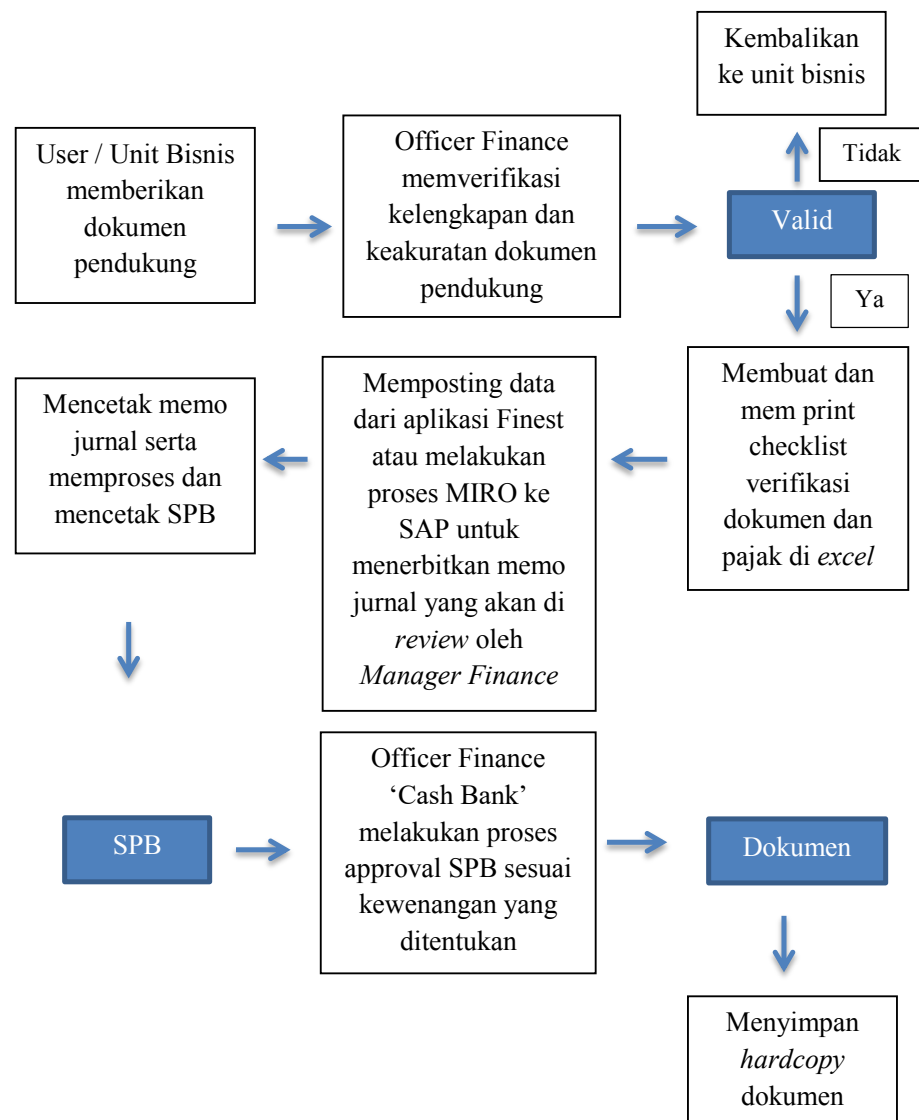 Kembalikan
ke unit bisnis
User / Unit Bisnis
memberikan
dokumen
pendukung
Officer Finance
memverifikasi
kelengkapan dan
keakuratan dokumen
pendukung
Tidak
Valid
Ya
Membuat dan
mem print
checklist
verifikasi
dokumen dan
pajak di excel
Memposting data
dari aplikasi Finest
atau melakukan
proses MIRO ke
SAP untuk
menerbitkan memo
jurnal yang akan di
review oleh
Manager Finance
Mencetak memo
jurnal serta
memproses dan
mencetak SPB
SPB
Officer Finance
‘Cash Bank’
melakukan proses
approval SPB sesuai
kewenangan yang
ditentukan
Dokumen
Menyimpan
hardcopy
dokumen